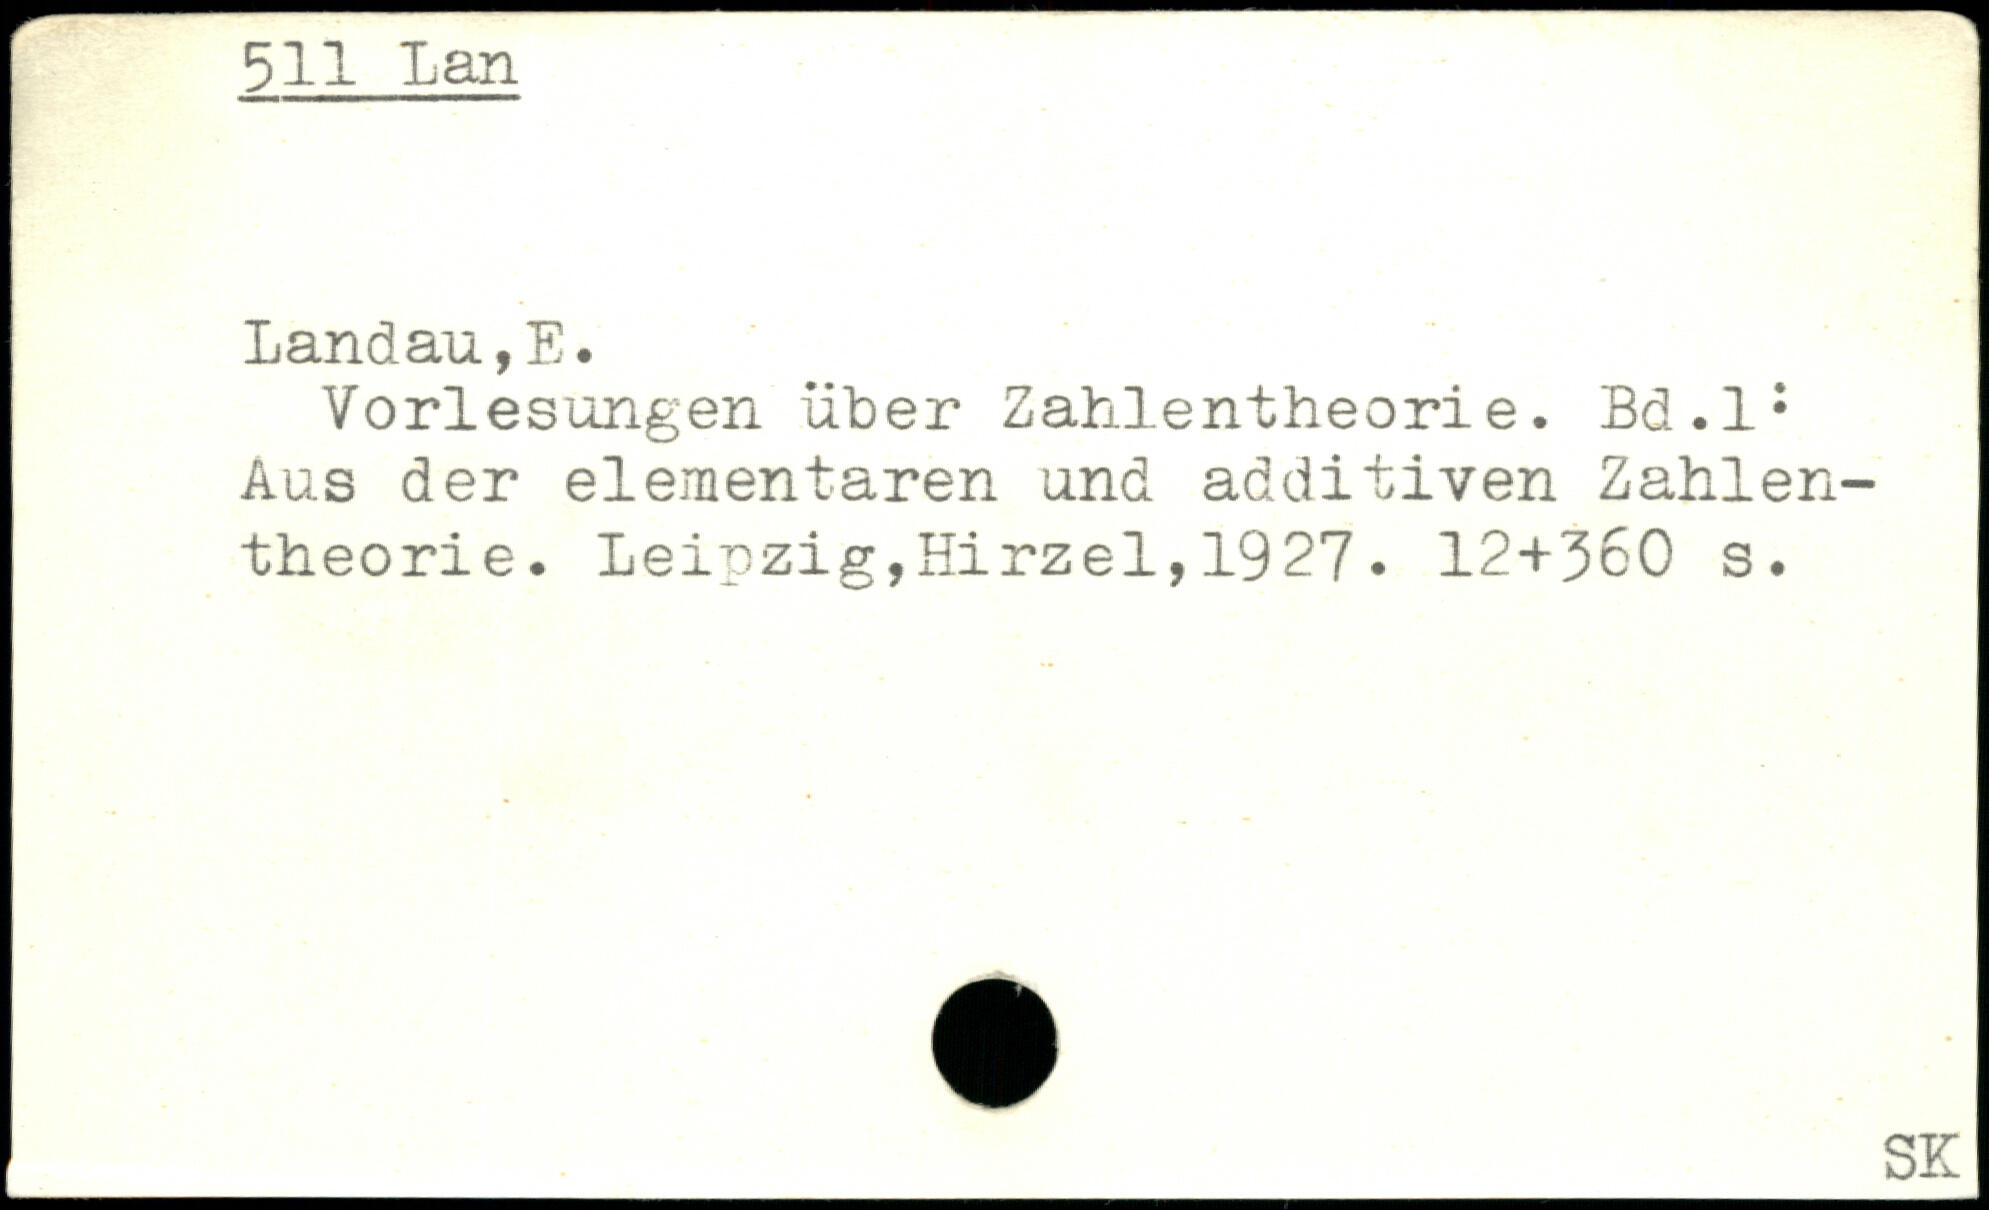 511 Lan
Landau,E.
Vorlesungen über Zahlentheorie. Bd.1:
Aus der elementaren und additiven Zahlen-
theorie. Leipzig,Hirzel,1927. 12+360 s.
SK